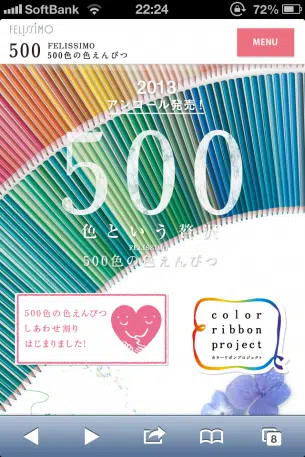 SoftBank 22:24 72%
FELISSIMO
500 FELISSIMO
500色の色えんぴつ
MENU
2013
アンコール発売！
500
色という贅沢
FELISSIMO
500色の色えんぴつ
500色の色えんぴつ
しあわせ割り
はじまりました！
color
ribbon
project
カラーリボンプロジェクト
8